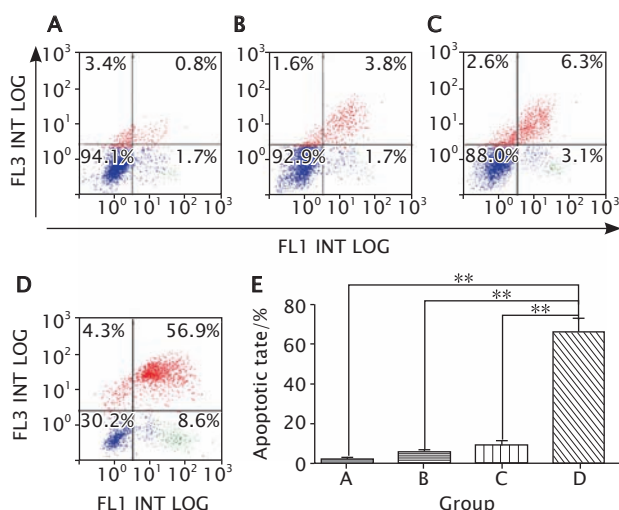 A
10³
10²
10¹
10⁰
3.4% 0.8%
94.1% 1.7%
10⁰ 10¹ 10² 10³
B
10³
10²
10¹
10⁰
1.6% 3.8%
92.9% 1.7%
10⁰ 10¹ 10² 10³
C
10³
10²
10¹
10⁰
2.6% 6.3%
88.0% 3.1%
10⁰ 10¹ 10² 10³
FL3 INT LOG
FL1 INT LOG
D
10³
10²
10¹
10⁰
4.3% 56.9%
30.2% 8.6%
10⁰ 10¹ 10² 10³
FL3 INT LOG
FL1 INT LOG
E
**
**
**
80
60
40
20
0
Apoptotic tate/%
A B C D
Group